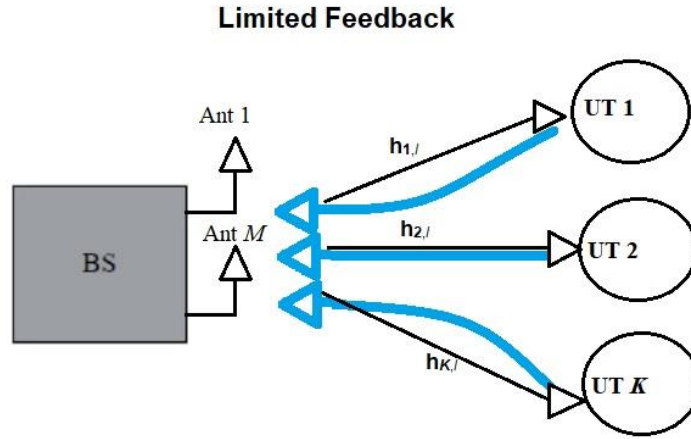 Limited Feedback
Ant 1
UT 1
h1,l
Ant M
h2,l
UT 2
BS
hK,l
UT K